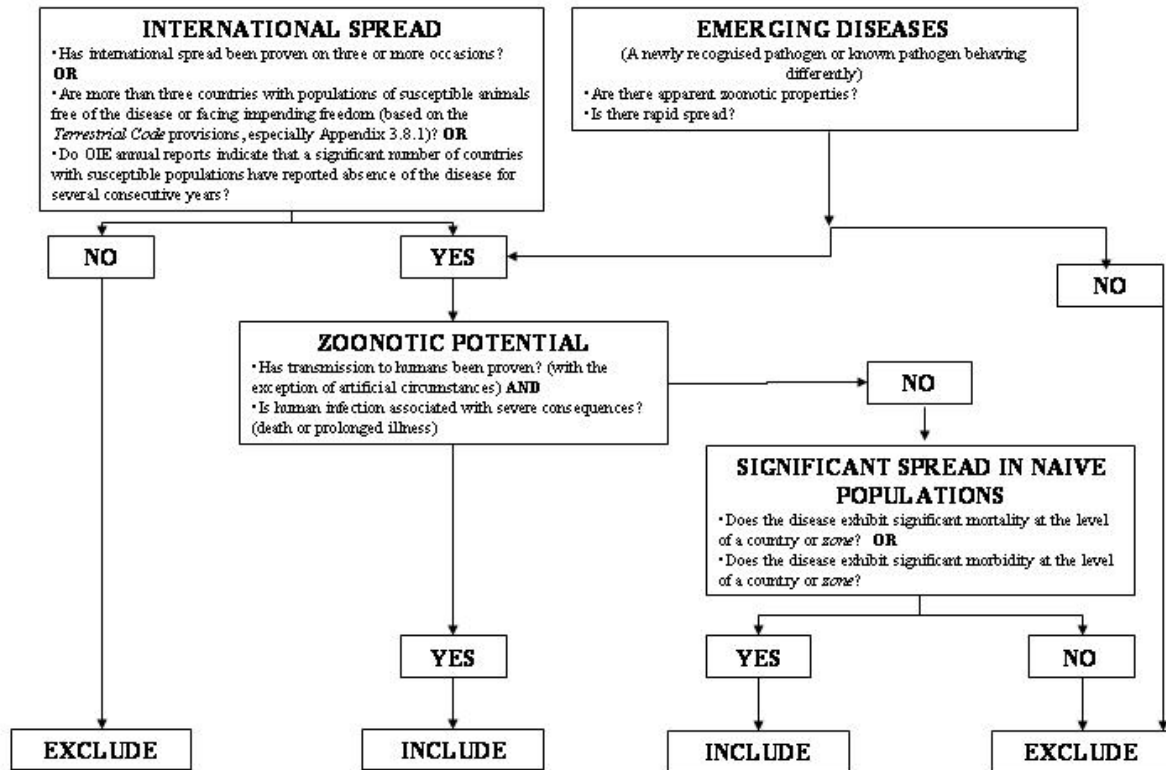 INTERNATIONAL SPREAD
•Has international spread been proven on three or more occasions?
OR
•Are more than three countries with populations of susceptible animals
free of the disease or facing impending freedom (based on the
Terrestrial Code provisions, especially Appendix 3.8.1)? OR
•Do OIE annual reports indicate that a significant number of countries
with susceptible populations have reported absence of the disease for
several consecutive years?
EMERGING DISEASES
(A newly recognised pathogen or known pathogen behaving
differently)
•Are there apparent zoonotic properties?
•Is there rapid spread?
NO
YES
NO
ZOONOTIC POTENTIAL
•Has transmission to humans been proven? (with the
exception of artificial circumstances) AND
•Is human infection associated with severe consequences?
(death or prolonged illness)
NO
SIGNIFICANT SPREAD IN NAIVE
POPULATIONS
•Does the disease exhibit significant mortality at the level
of a country or zone? OR
•Does the disease exhibit significant morbidity at the level
of a country or zone?
YES
YES
NO
EXCLUDE
INCLUDE
INCLUDE
EXCLUDE